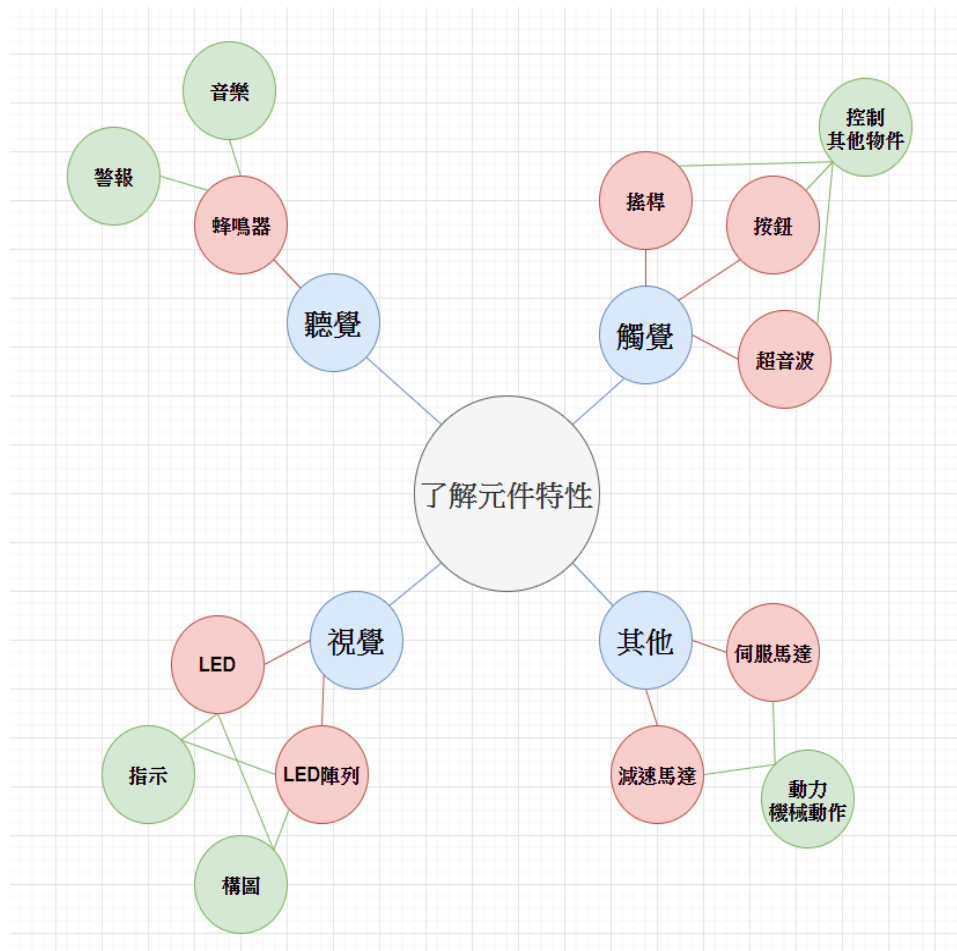 音樂
警報
蜂鳴器
聽覺
控制
其他物件
搖桿
按鈕
觸覺
超音波
了解元件特性
視覺
LED
指示
LED陣列
構圖
其他
伺服馬達
減速馬達
動力
機械動作